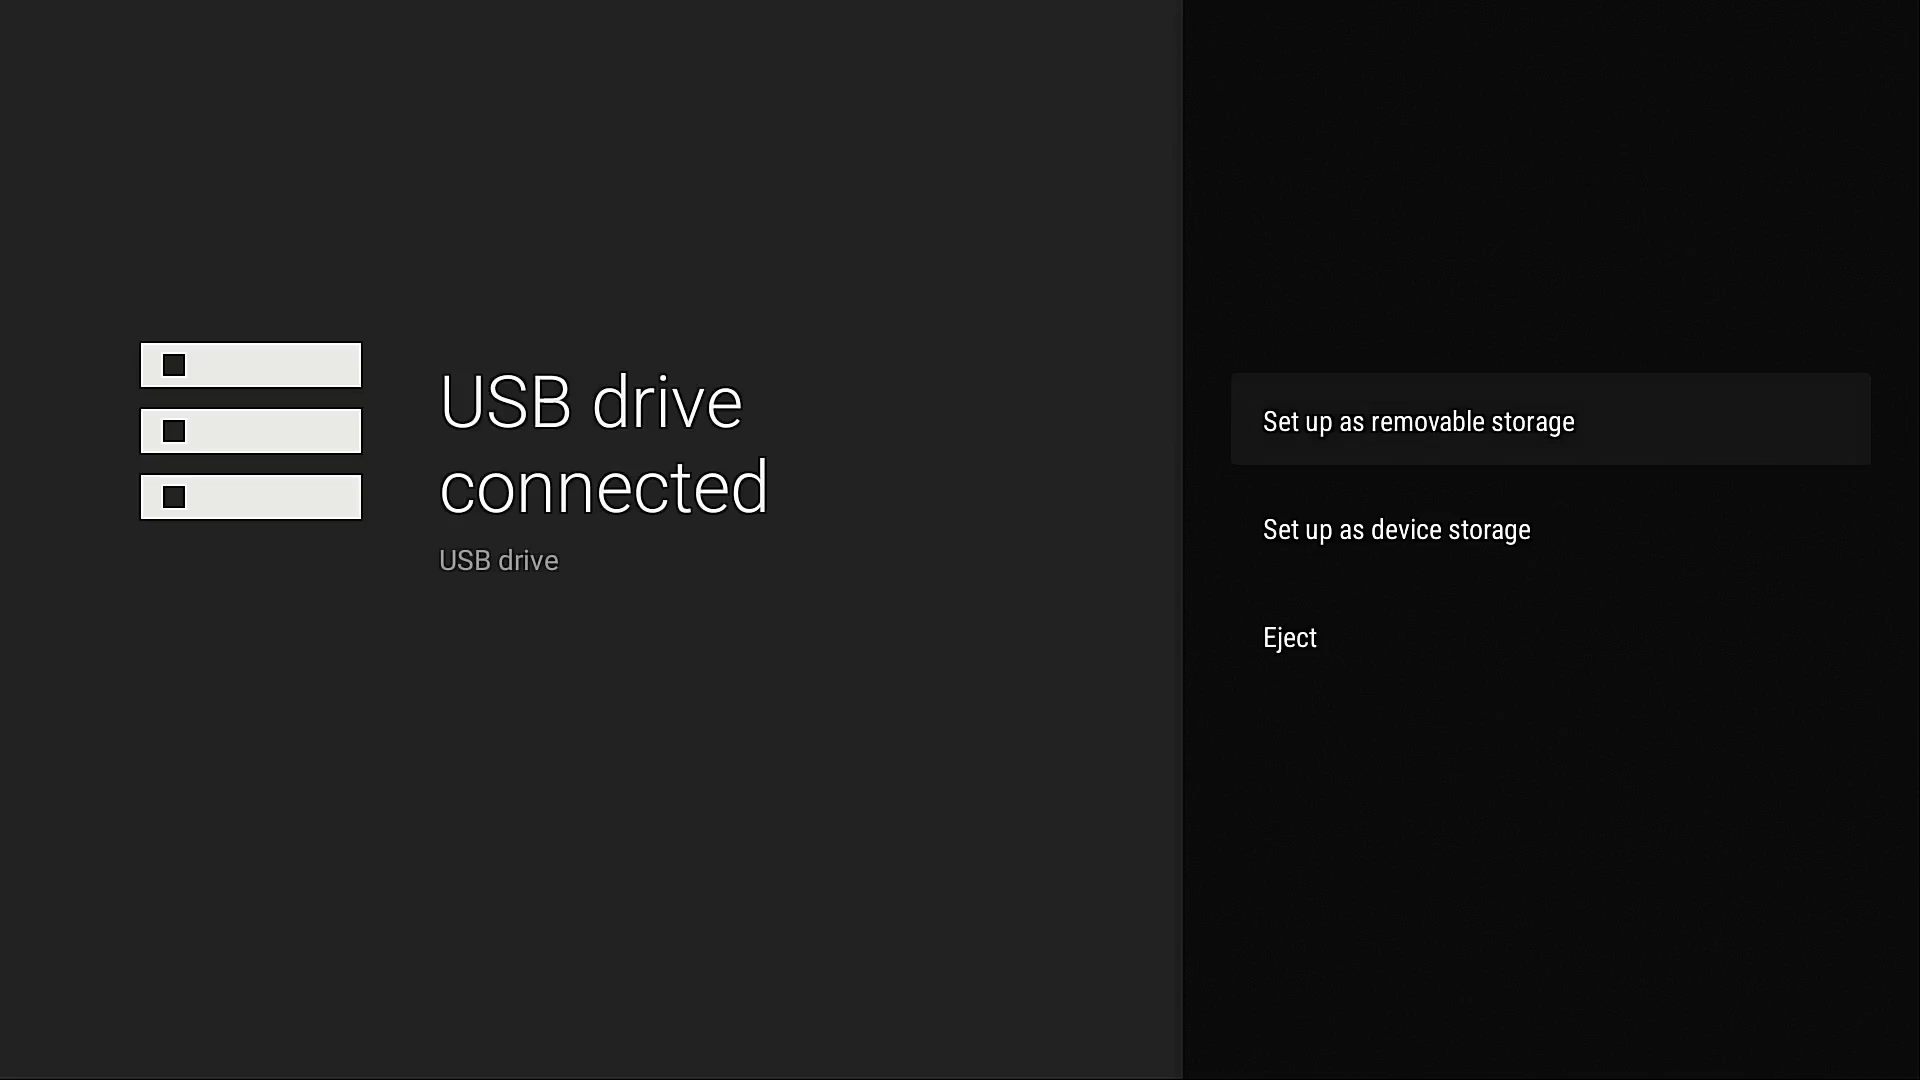 USB drive
connected
USB drive
Set up as removable storage
Set up as device storage
Eject